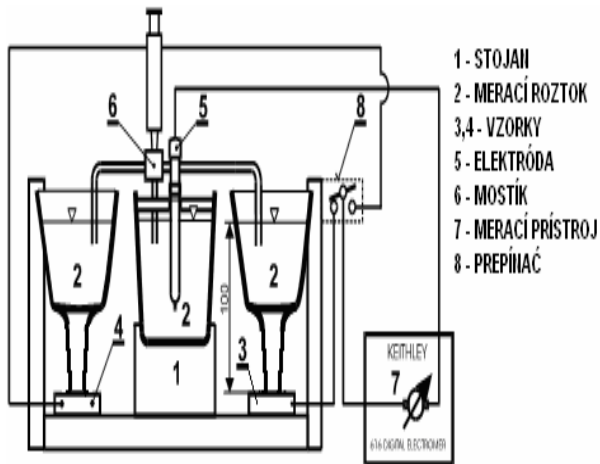 1 - STOJAN
2 - MERACÍ ROZTOK
3,4 - VZORKY
5 - ELEKTRÓDA
6 - MOSTÍK
7 - MERACÍ PRÍSTROJ
8 - PREPÍNAČ
6
5
8
2
2
2
100
4
1
3
KEITHLEY
7
616 DIGITAL ELECTROMER